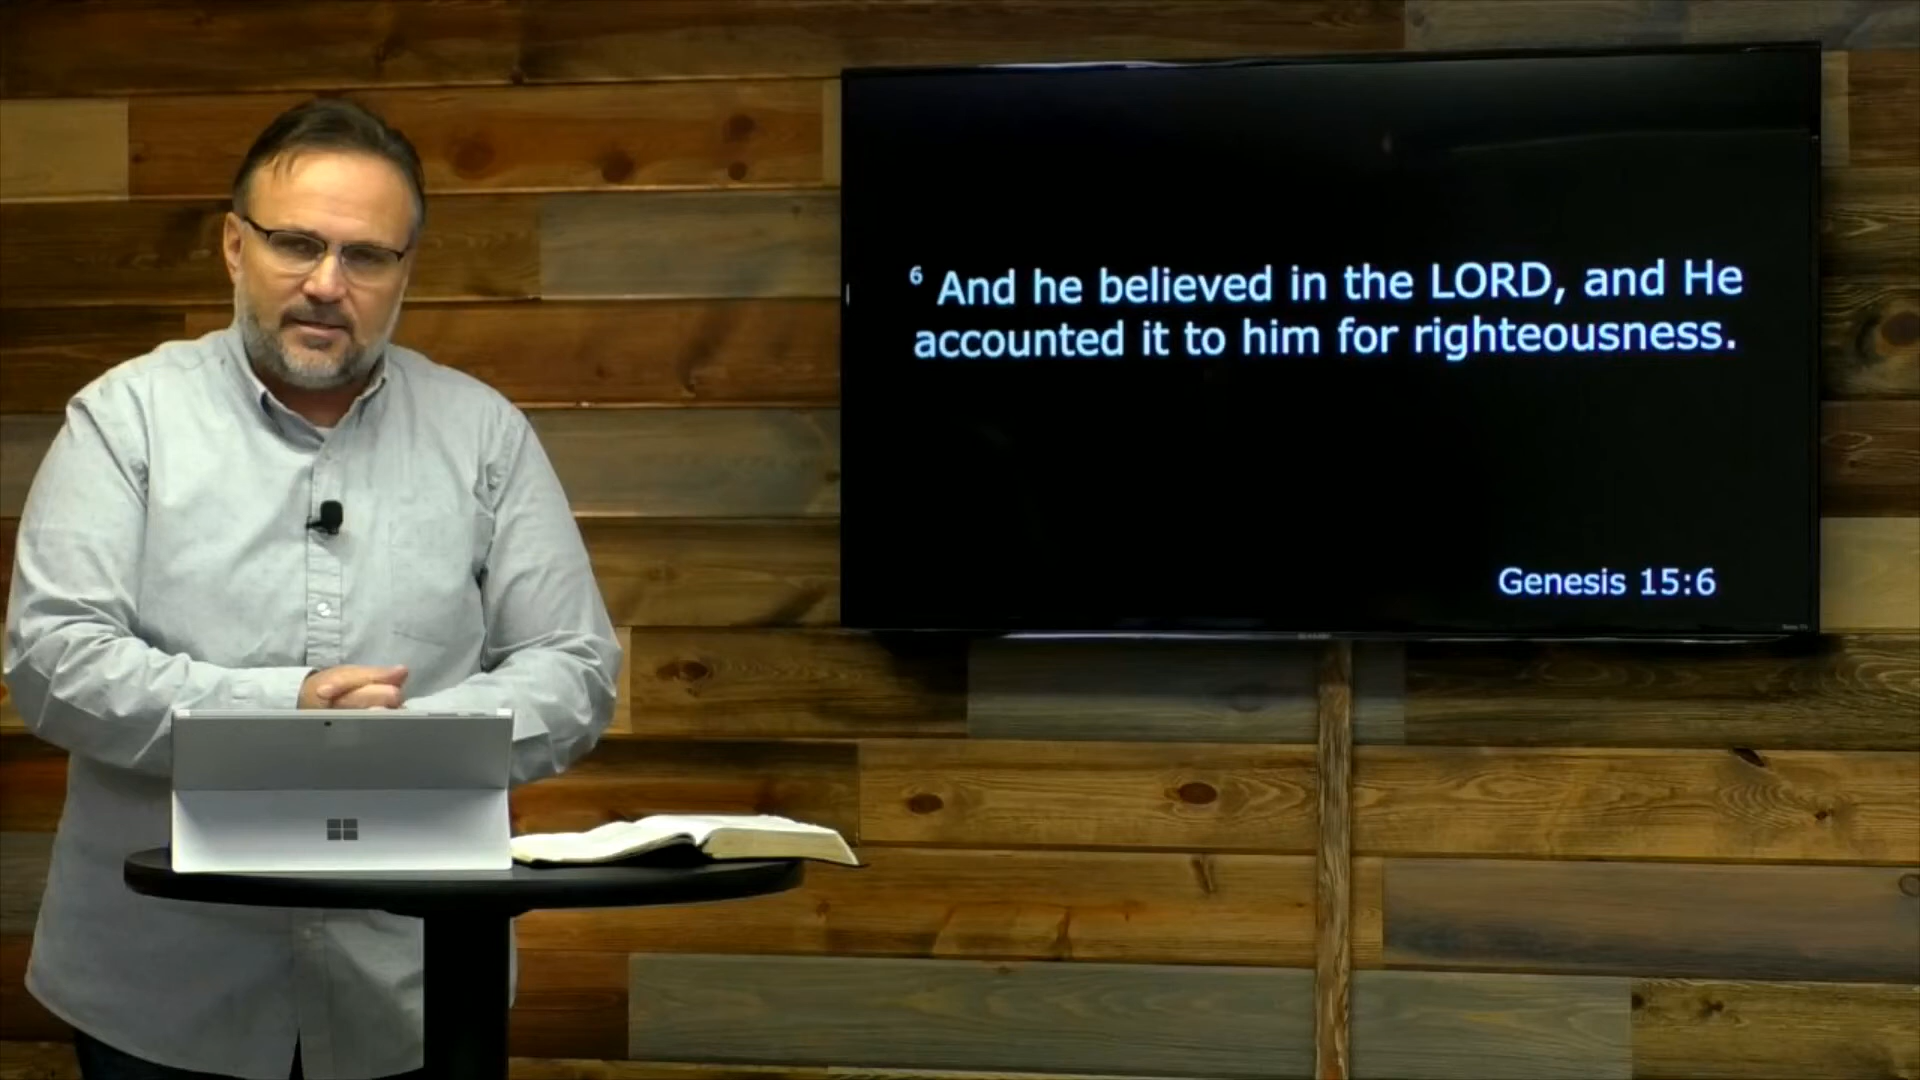 ⁶ And he believed in the LORD, and He
accounted it to him for righteousness.
Genesis 15:6